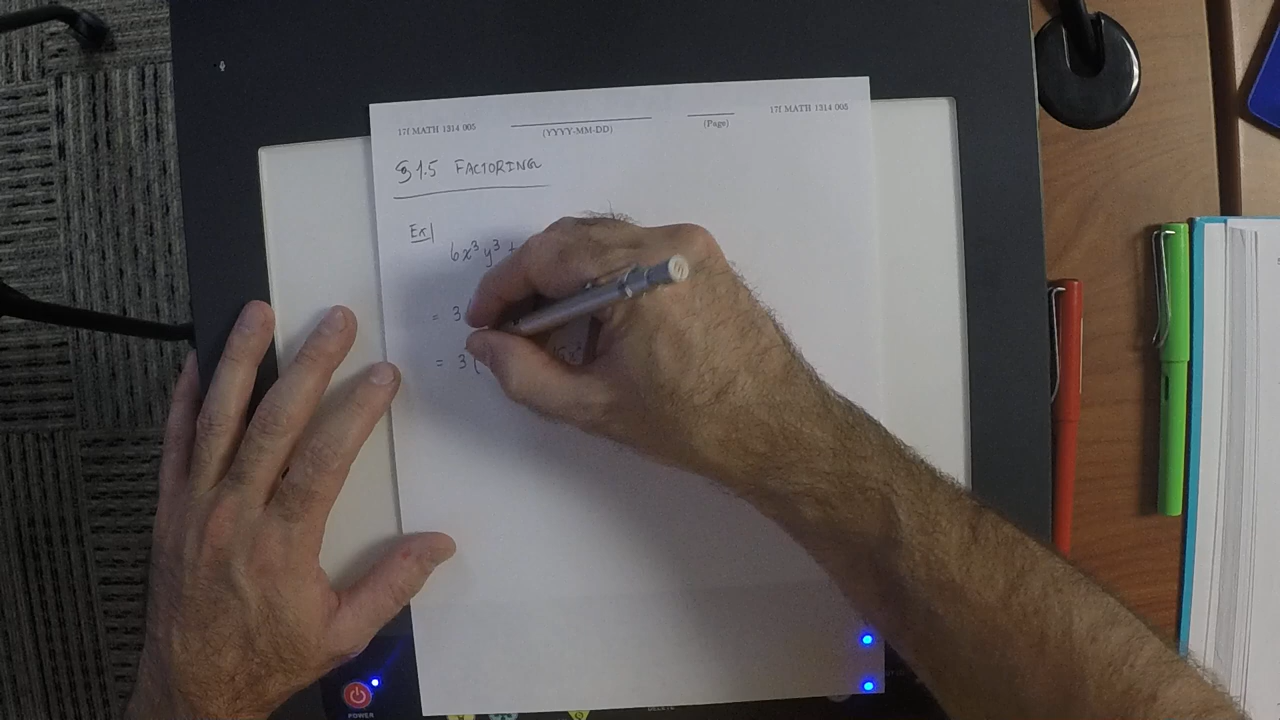 17f MATH 1314 005 (YYYY-MM-DD) (Page) 17f MATH 1314 005
§1.5 FACTORING
Ex1
6x³y³ +
= 3
= 3(
POWER